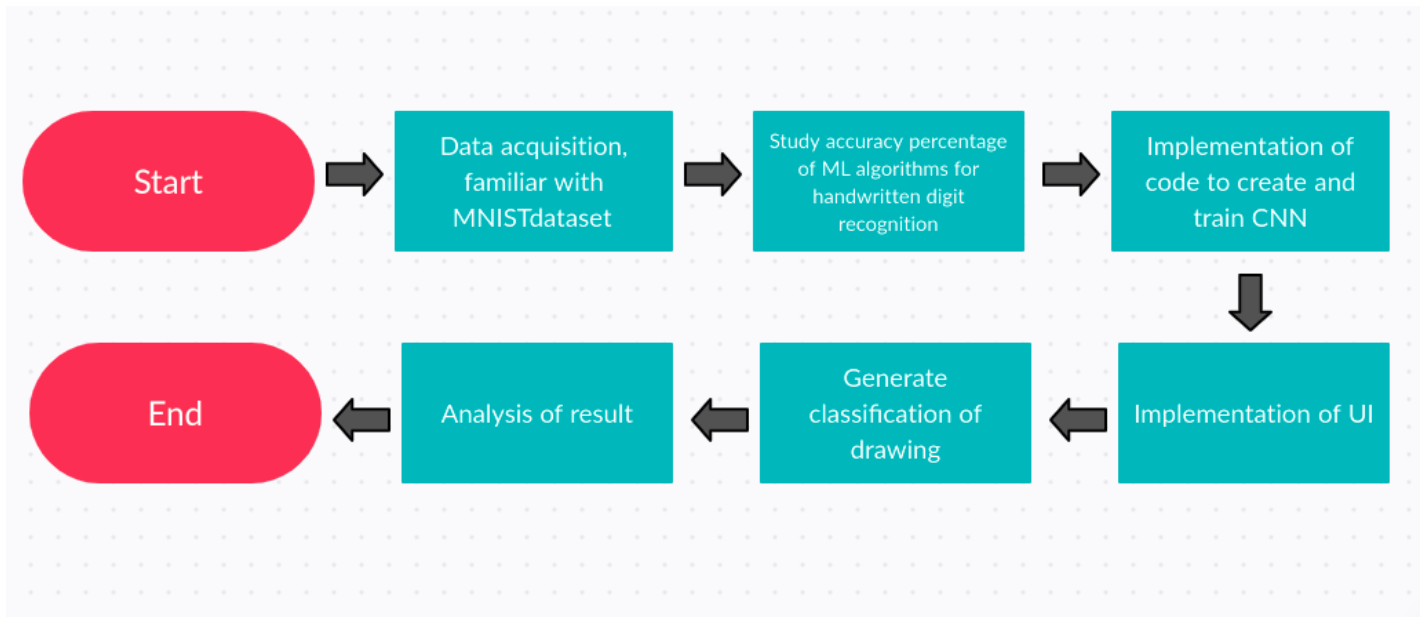 Start
Data acquisition,
familiar with
MNISTdataset
Study accuracy percentage
of ML algorithms for
handwritten digit
recognition
Implementation of
code to create and
train CNN
Implementation of UI
Generate
classification of
drawing
Analysis of result
End